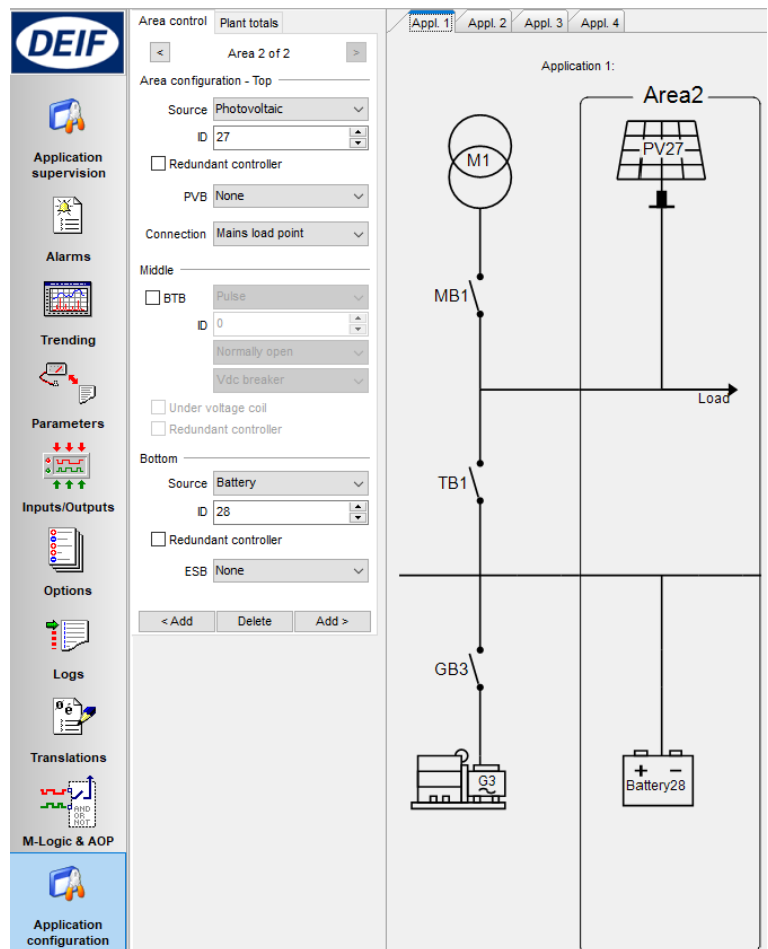 DEIF
Application
supervision
Alarms
Trending
Parameters
Inputs/Outputs
Options
Logs
Translations
AND
OR
NOT
M-Logic & AOP
Application
configuration
Area control
Plant totals
<
Area 2 of 2
>
Area configuration - Top
Source Photovoltaic
ID 27
Redundant controller
PVB None
Connection Mains load point
Middle
BTB Pulse
ID 0
Normally open
Vdc breaker
Under voltage coil
Redundant controller
Bottom
Source Battery
ID 28
Redundant controller
ESB None
< Add Delete Add >
Appl. 1 Appl. 2 Appl. 3 Appl. 4
Application 1:
Area2
M1
PV27
MB1
Load
TB1
GB3
G3
+ -
Battery28